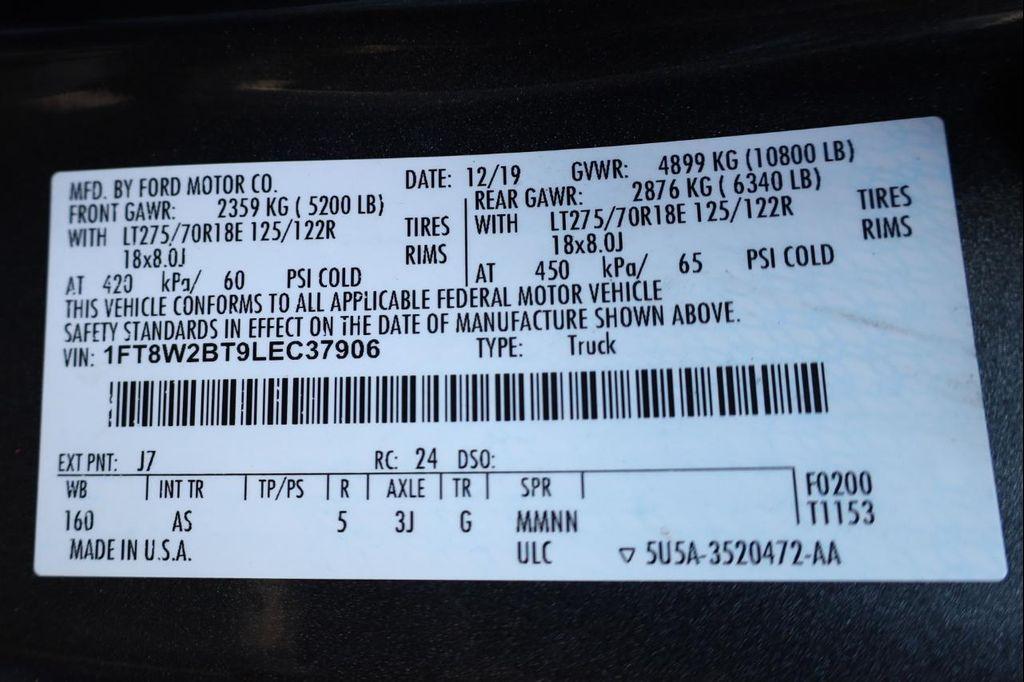 MFD. BY FORD MOTOR CO. DATE: 12/19 GVWR: 4899 KG (10800 LB)
FRONT GAWR: 2359 KG ( 5200 LB) REAR GAWR: 2876 KG ( 6340 LB)
WITH LT275/70R18E 125/122R TIRES WITH LT275/70R18E 125/122R TIRES
18x8.0J RIMS 18x8.0J RIMS
AT 420 kPa/ 60 PSI COLD AT 450 kPa/ 65 PSI COLD
THIS VEHICLE CONFORMS TO ALL APPLICABLE FEDERAL MOTOR VEHICLE
SAFETY STANDARDS IN EFFECT ON THE DATE OF MANUFACTURE SHOWN ABOVE.
VIN: 1FT8W2BT9LEC37906 TYPE: Truck
EXT PNT: J7 RC: 24 DSO:
WB INT TR TP/PS R AXLE TR SPR F0200
160 AS 5 3J G MMNN T1153
MADE IN U.S.A. ULC ▽ 5U5A-3520472-AA